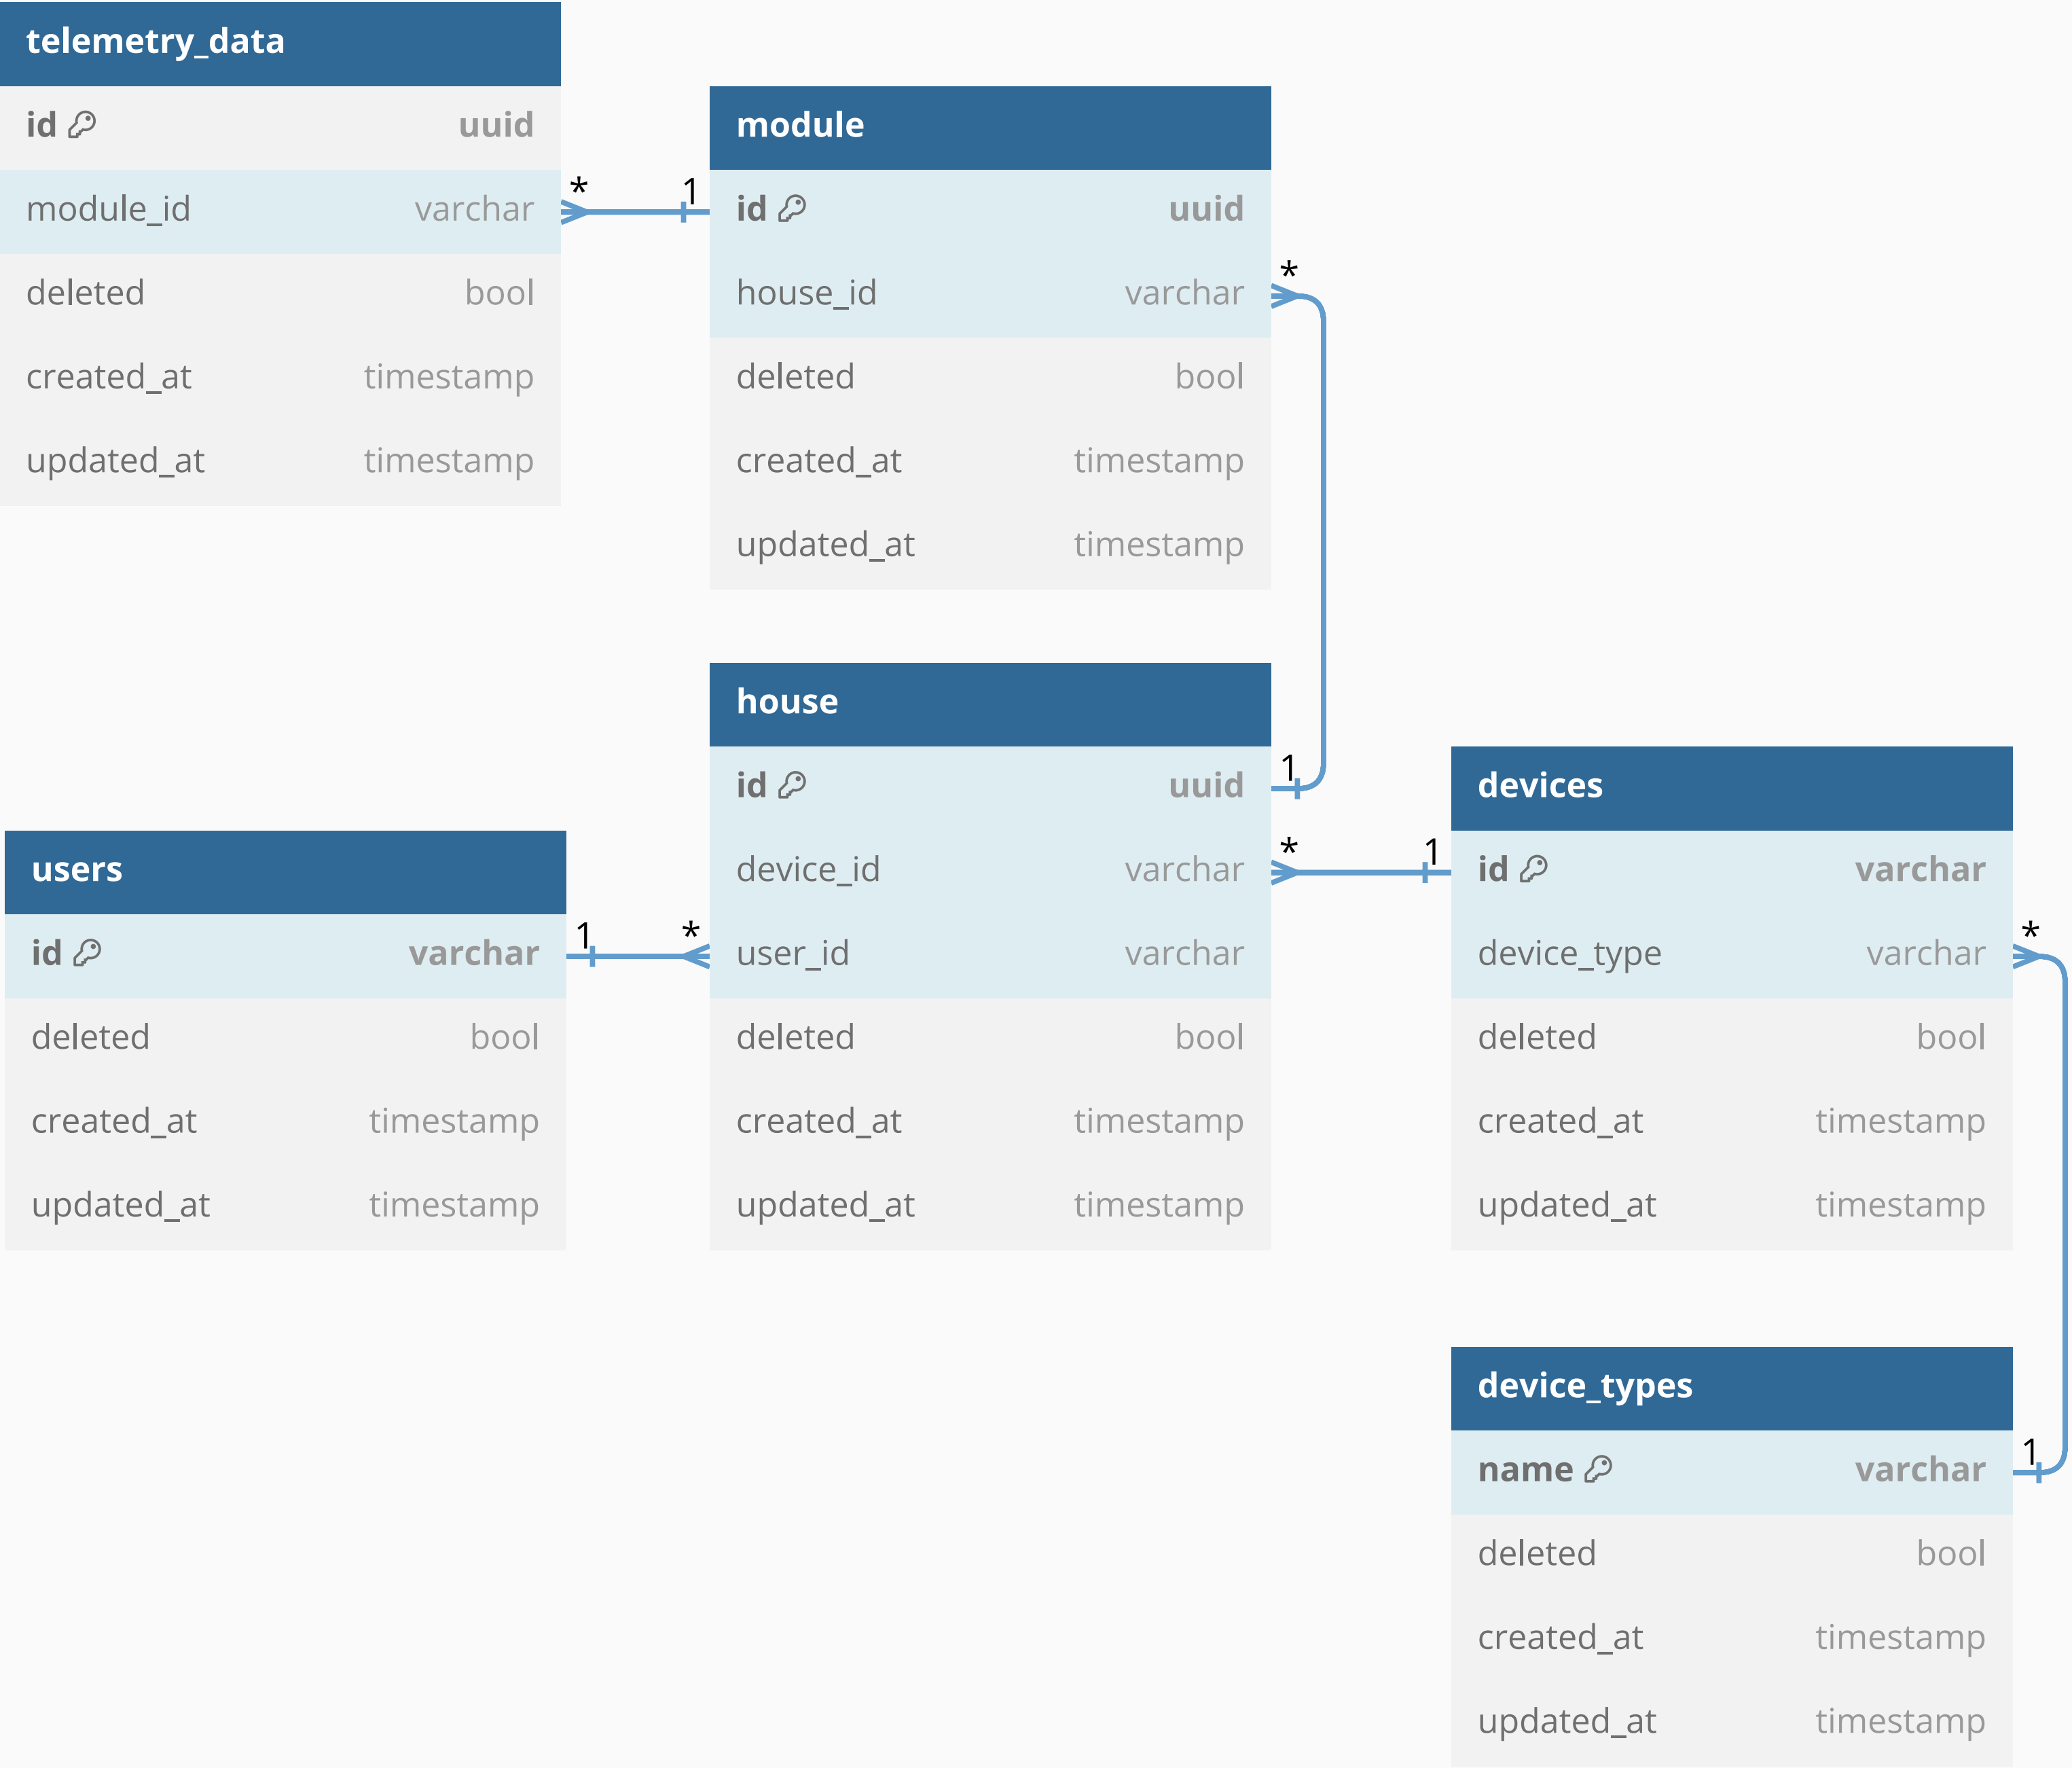 telemetry_data
id uuid
module_id varchar
deleted bool
created_at timestamp
updated_at timestamp
* 1
module
id uuid
house_id varchar
deleted bool
created_at timestamp
updated_at timestamp
*
1
house
id uuid
device_id varchar
user_id varchar
deleted bool
created_at timestamp
updated_at timestamp
* 1
users
id varchar
deleted bool
created_at timestamp
updated_at timestamp
1 *
devices
id varchar
device_type varchar
deleted bool
created_at timestamp
updated_at timestamp
*
1
device_types
name varchar
deleted bool
created_at timestamp
updated_at timestamp